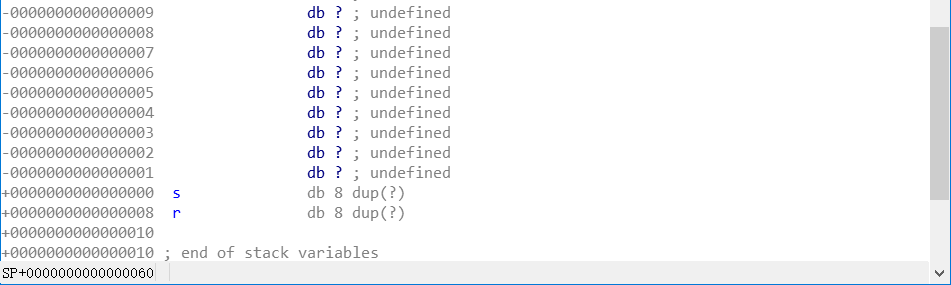 -0000000000000009 db ? ; undefined
-0000000000000008 db ? ; undefined
-0000000000000007 db ? ; undefined
-0000000000000006 db ? ; undefined
-0000000000000005 db ? ; undefined
-0000000000000004 db ? ; undefined
-0000000000000003 db ? ; undefined
-0000000000000002 db ? ; undefined
-0000000000000001 db ? ; undefined
+0000000000000000 s db 8 dup(?)
+0000000000000008 r db 8 dup(?)
+0000000000000010
+0000000000000010 ; end of stack variables
SP+0000000000000060